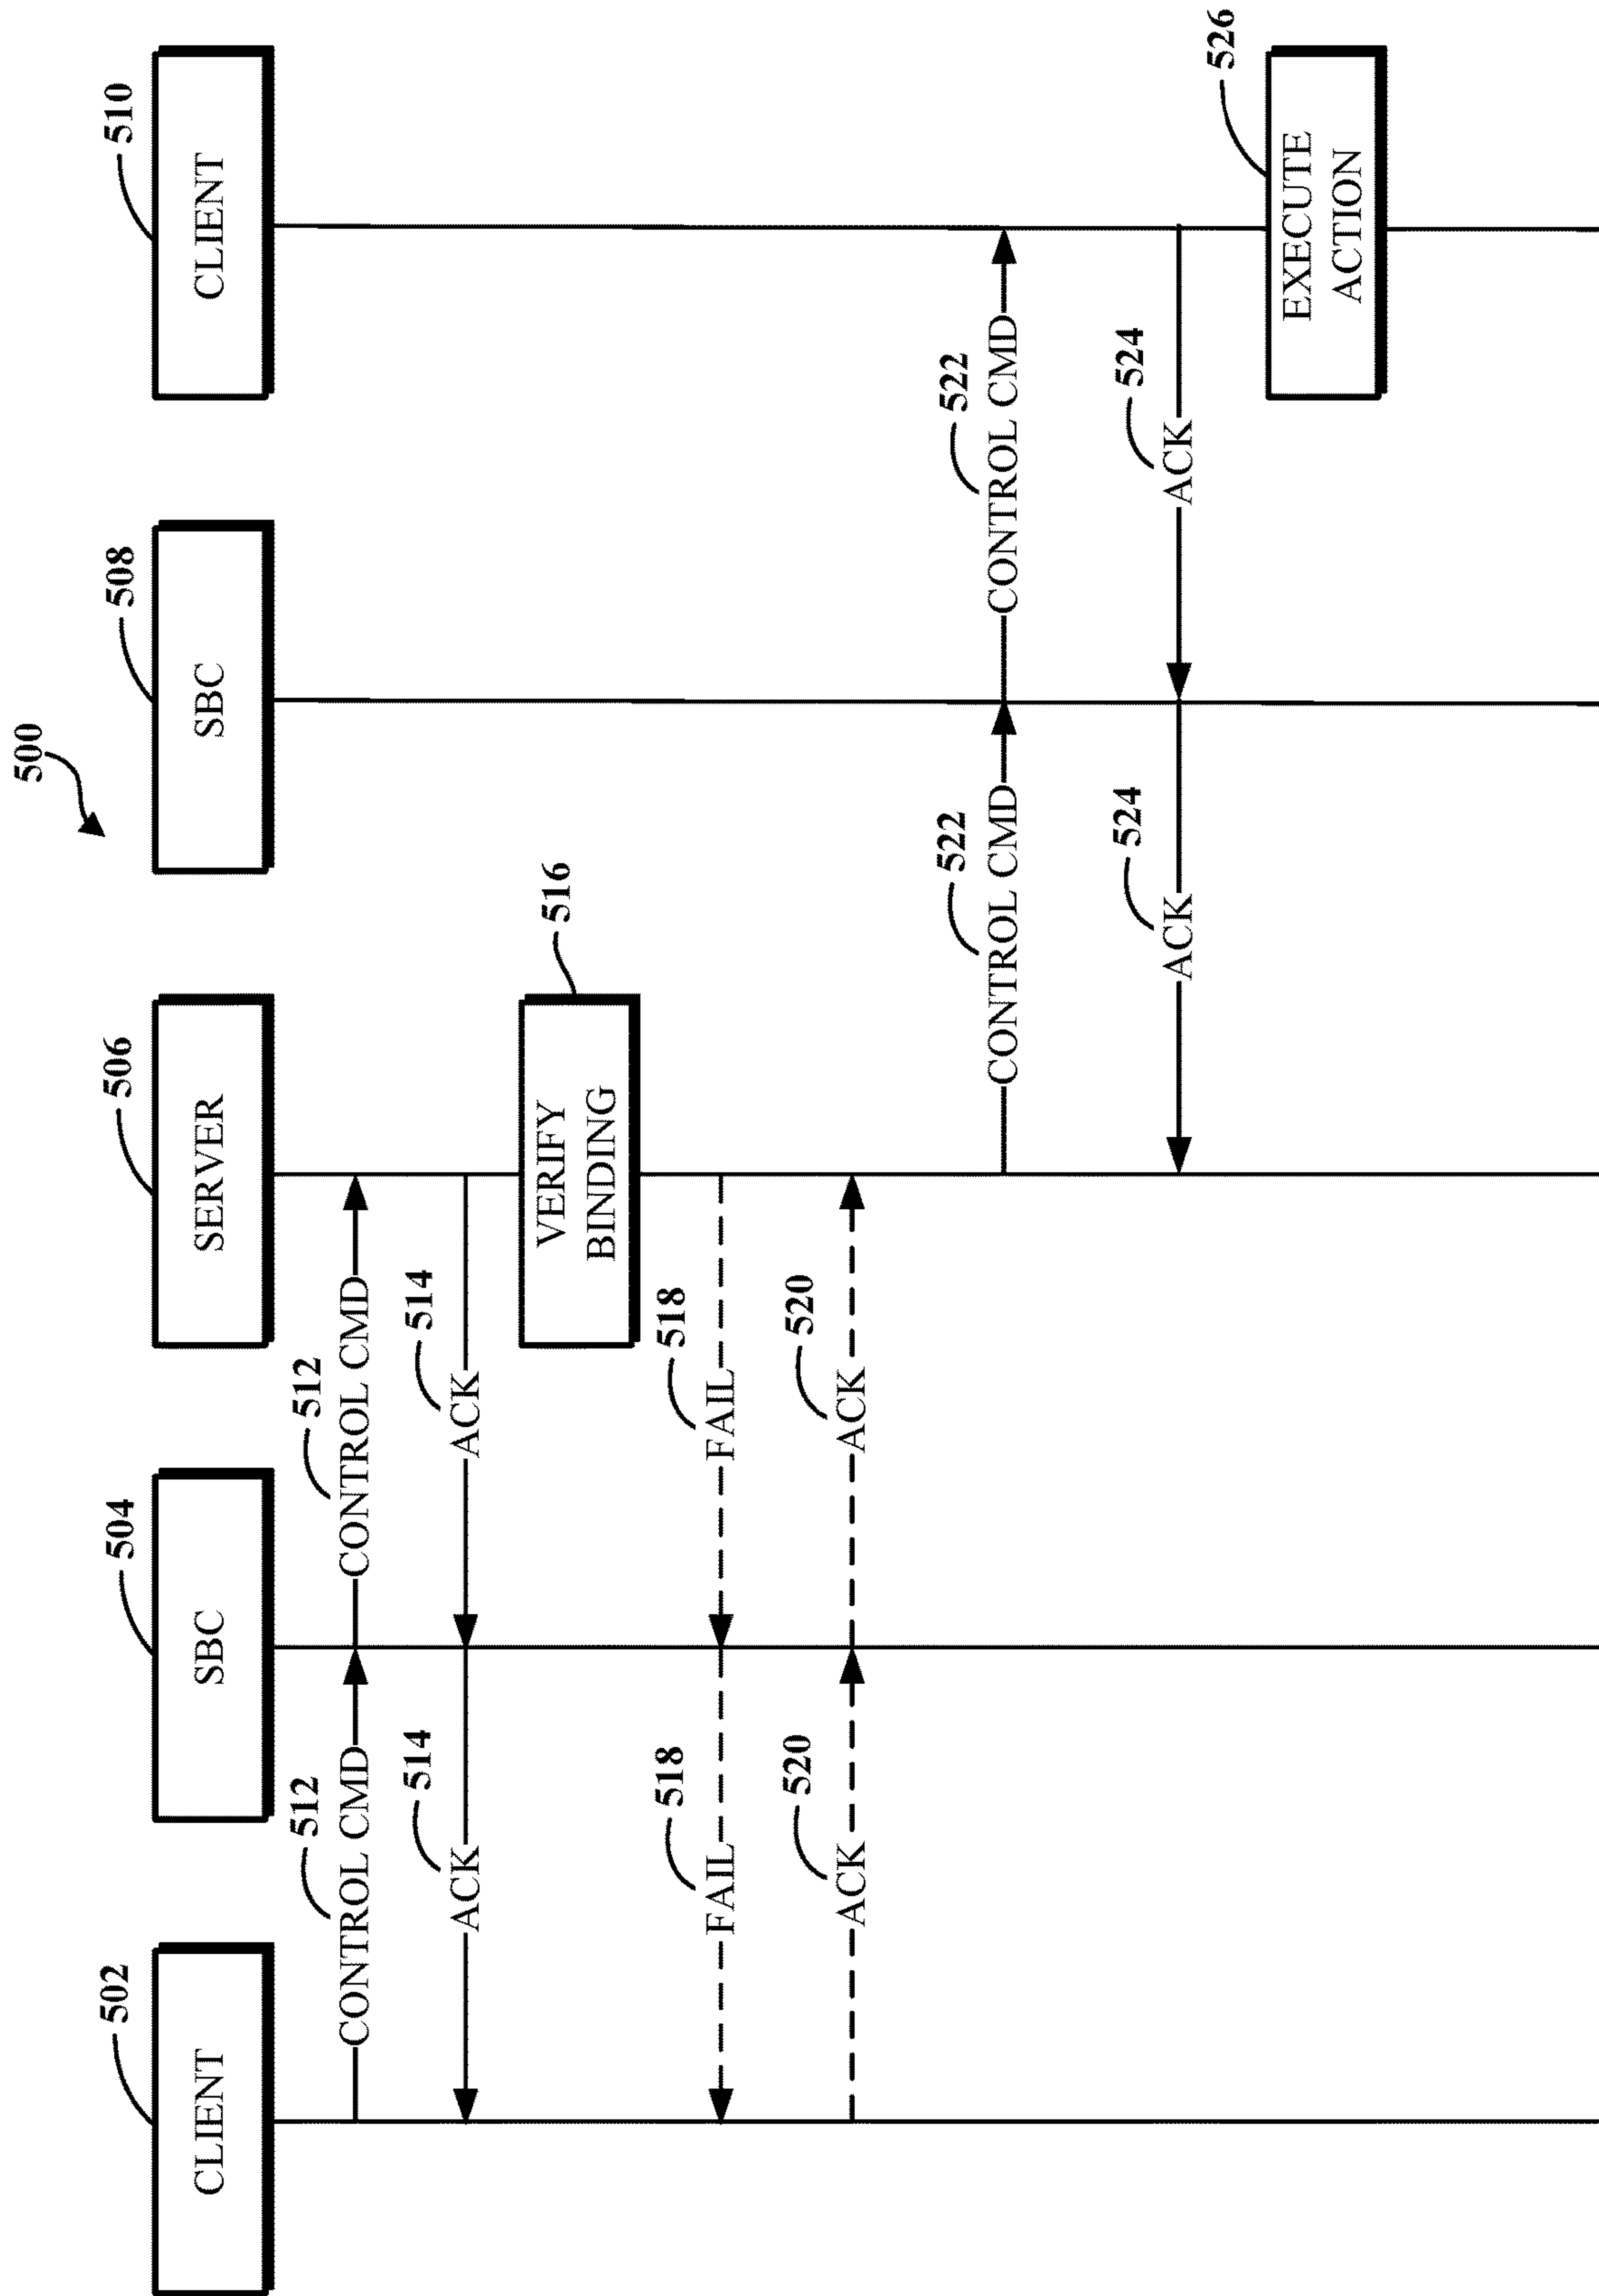 500
502
504
506
508
510
CLIENT
SBC
SERVER
SBC
CLIENT
512
512
CONTROL CMD
CONTROL CMD
514
514
ACK
ACK
516
VERIFY
BINDING
518
518
FAIL
FAIL
520
520
ACK
ACK
522
522
CONTROL CMD
CONTROL CMD
524
524
ACK
ACK
526
EXECUTE
ACTION